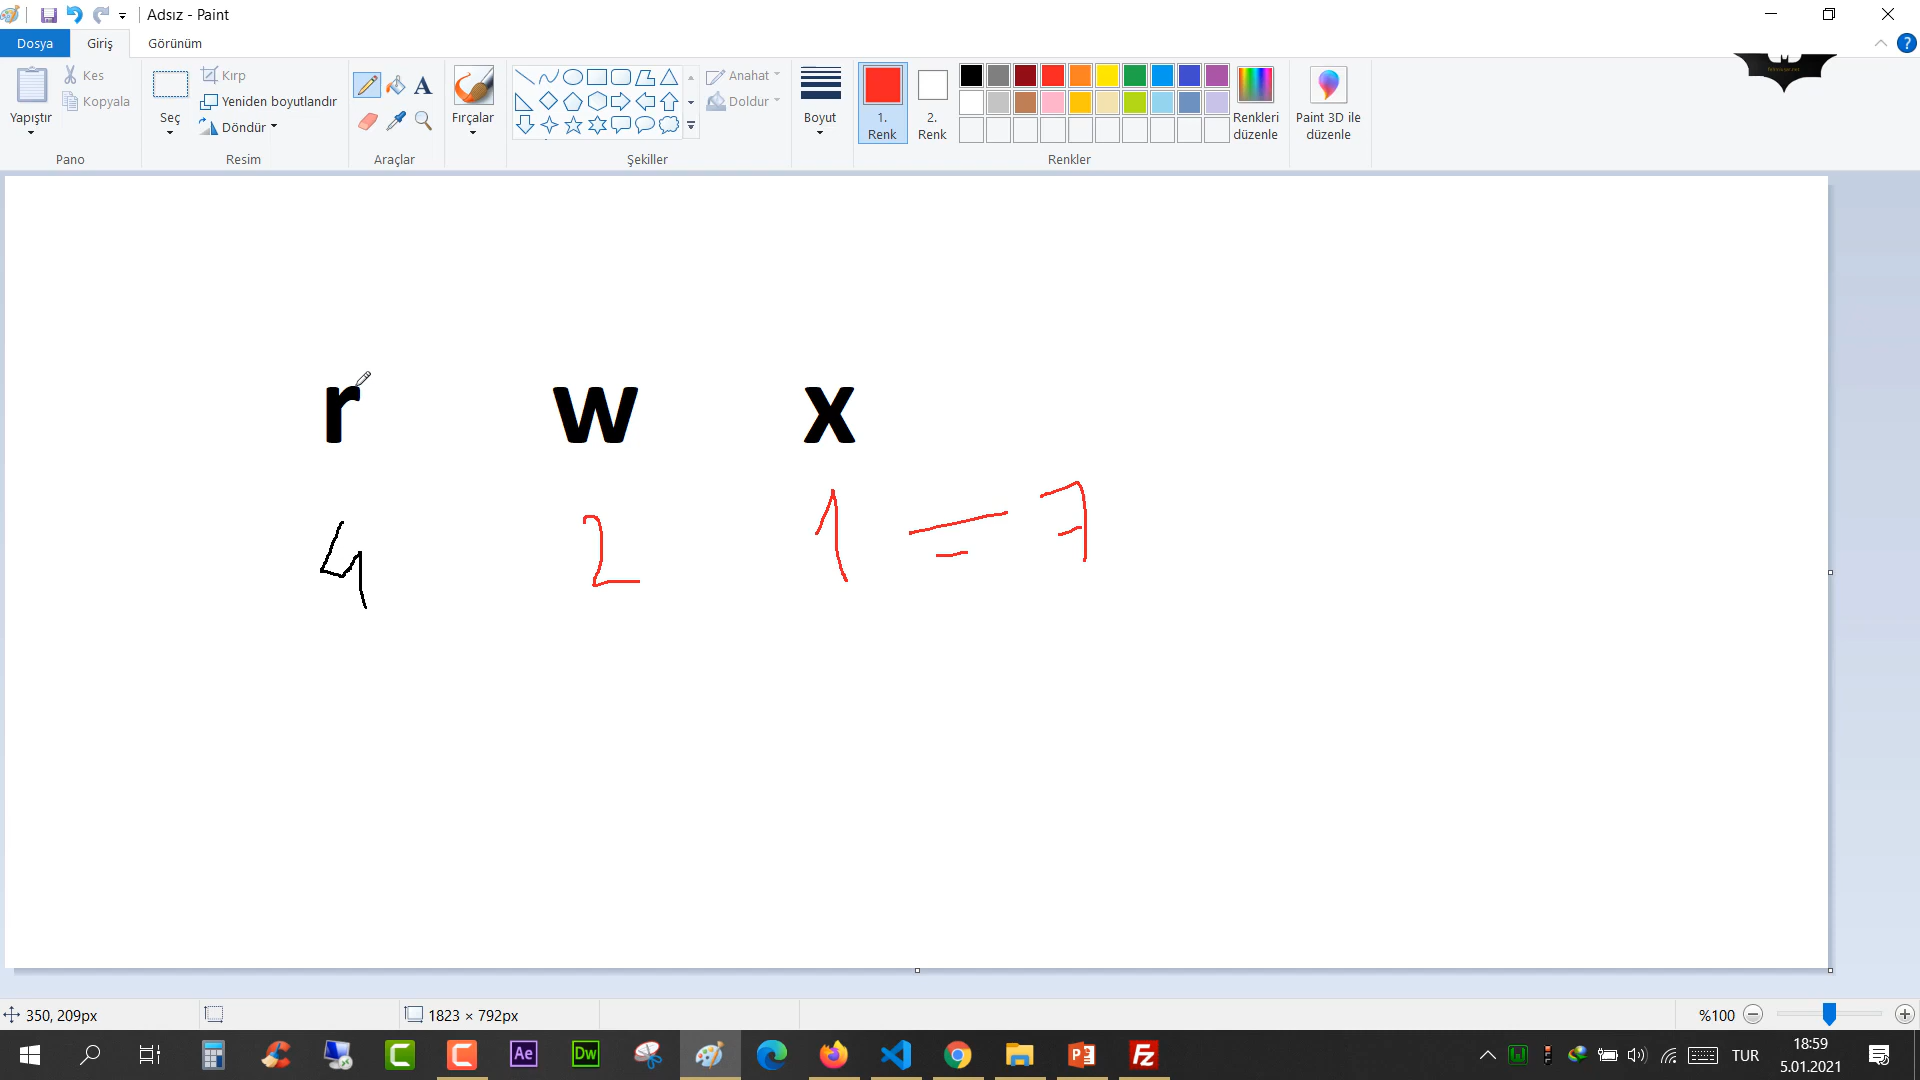 Adsız - Paint
Dosya Giriş Görünüm
Yapıştır
Kes
Kopyala
Pano
Seç
Kırp
Yeniden boyutlandır
Döndür
Resim
A
Araçlar
Fırçalar
Şekiller
Anahat
Doldur
Boyut
1. Renk
2. Renk
Renkler
Renkleri düzenle
Paint 3D ile düzenle
r w x
4 2 1 = 7
350, 209px
1823 × 792px
%100
Ae
Dw
TUR
18:59
5.01.2021